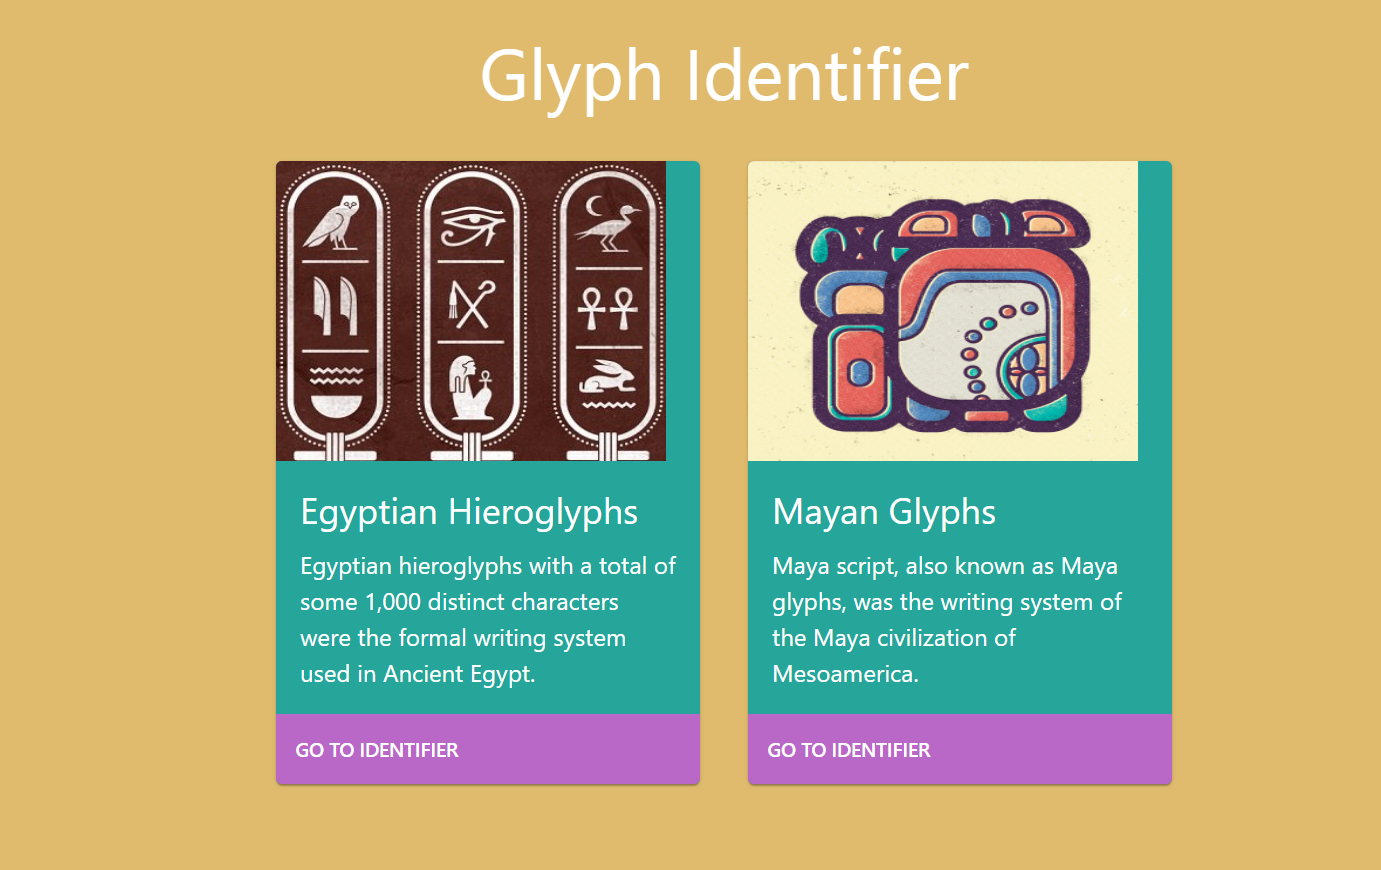 Glyph Identifier
Egyptian Hieroglyphs
Egyptian hieroglyphs with a total of
some 1,000 distinct characters
were the formal writing system
used in Ancient Egypt.
GO TO IDENTIFIER
Mayan Glyphs
Maya script, also known as Maya
glyphs, was the writing system of
the Maya civilization of
Mesoamerica.
GO TO IDENTIFIER